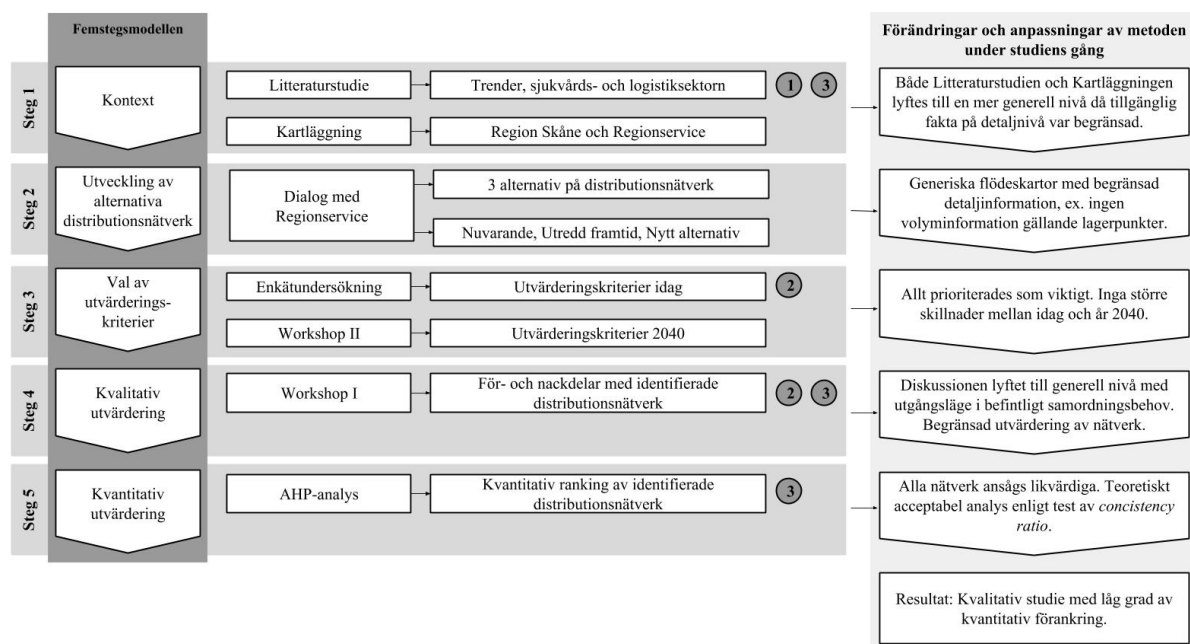 Femstegsmodellen
Förändringar och anpassningar av metoden
under studiens gång
Steg 1
Kontext
Litteraturstudie
Trender, sjukvårds- och logistiksektorn
1
3
Kartläggning
Region Skåne och Regionservice
Både Litteraturstudien och Kartläggningen
lyftes till en mer generell nivå då tillgänglig
fakta på detaljnivå var begränsad.
Steg 2
Utveckling av
alternativa
distributionsnätverk
Dialog med
Regionservice
3 alternativ på distributionsnätverk
Nuvarande, Utredd framtid, Nytt alternativ
Generiska flödeskartor med begränsad
detaljinformation, ex. ingen
volyminformation gällande lagerpunkter.
Steg 3
Val av
utvärderings-
kriterier
Enkätundersökning
Utvärderingskriterier idag
2
Workshop II
Utvärderingskriterier 2040
Allt prioriterades som viktigt. Inga större
skillnader mellan idag och år 2040.
Steg 4
Kvalitativ
utvärdering
Workshop I
För- och nackdelar med identifierade
distributionsnätverk
2
3
Diskussionen lyftet till generell nivå med
utgångsläge i befintligt samordningsbehov.
Begränsad utvärdering av nätverk.
Steg 5
Kvantitativ
utvärdering
AHP-analys
Kvantitativ ranking av identifierade
distributionsnätverk
3
Alla nätverk ansågs likvärdiga. Teoretiskt
acceptabel analys enligt test av concistency
ratio.
Resultat: Kvalitativ studie med låg grad av
kvantitativ förankring.